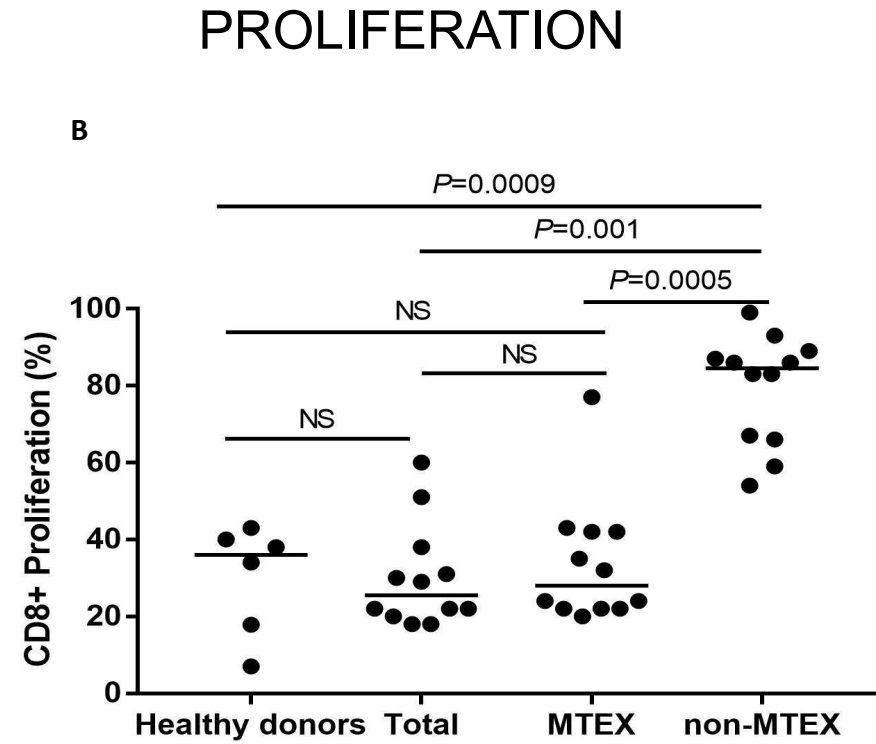 PROLIFERATION
B
P=0.0009
P=0.001
P=0.0005
NS
NS
NS
CD8+ Proliferation (%)
100
80
60
40
20
0
Healthy donors Total MTEX non-MTEX